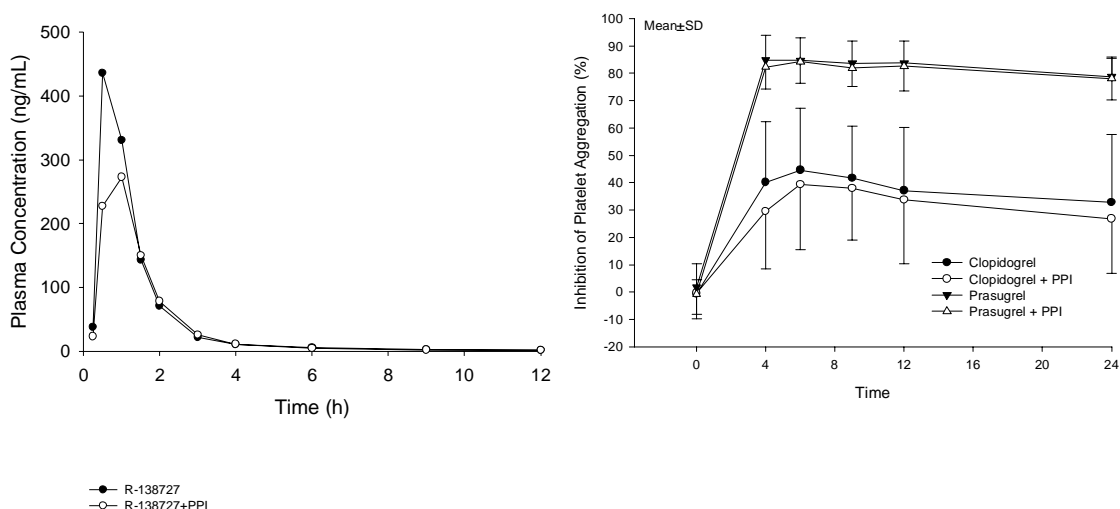 500
400
300
200
100
0
Plasma Concentration (ng/mL)
0 2 4 6 8 10 12
Time (h)
R-138727
R-138727+PPI
Mean±SD
100
90
80
70
60
50
40
30
20
10
0
-10
-20
Inhibition of Platelet Aggregation (%)
Clopidogrel
Clopidogrel + PPI
Prasugrel
Prasugrel + PPI
0 4 8 12 16 20 24
Time